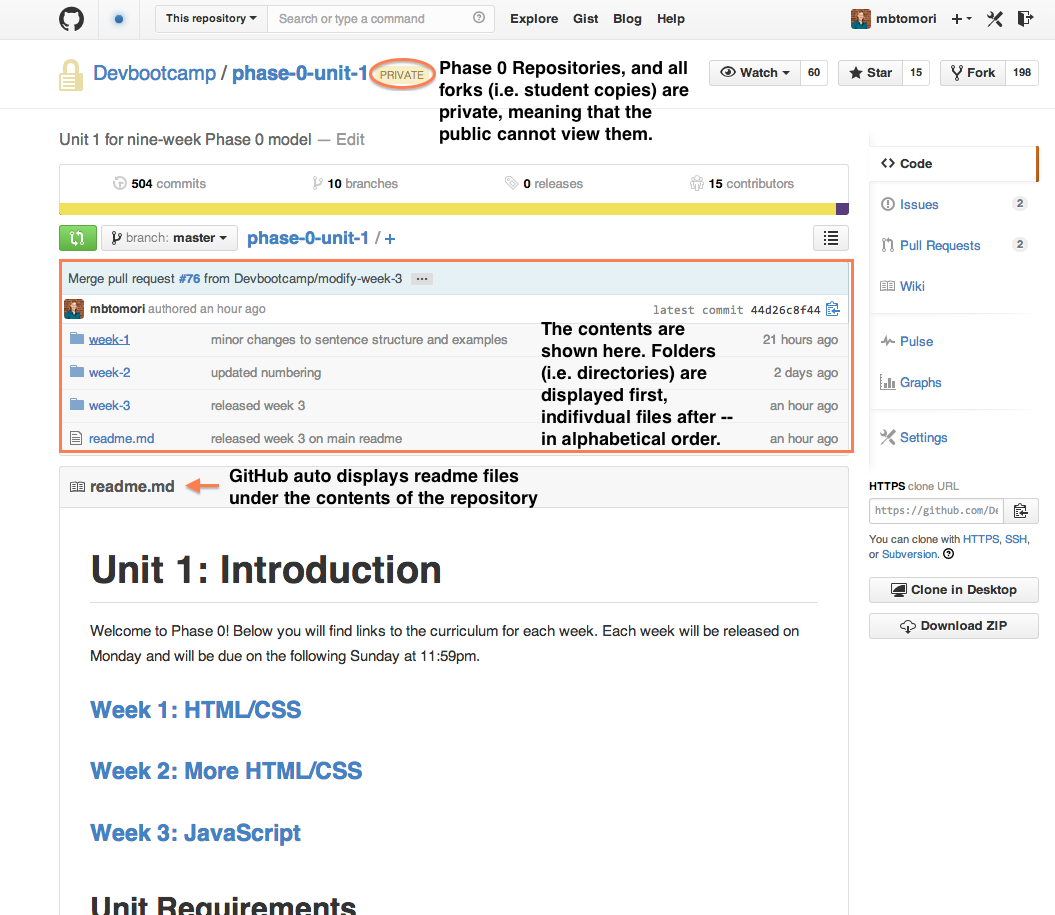 This repository
Search or type a command
Explore Gist Blog Help
mbtomori
Devbootcamp / phase-0-unit-1 PRIVATE
Phase 0 Repositories, and all
forks (i.e. student copies) are
private, meaning that the
public cannot view them.
Watch 60
Star 15
Fork 198
Unit 1 for nine-week Phase 0 model — Edit
504 commits
10 branches
0 releases
15 contributors
branch: master
phase-0-unit-1 / +
Merge pull request #76 from Devbootcamp/modify-week-3 ...
mbtomori authored an hour ago
latest commit 44d26c8f44
week-1 minor changes to sentence structure and examples 21 hours ago
week-2 updated numbering 2 days ago
week-3 released week 3 an hour ago
readme.md released week 3 on main readme an hour ago
The contents are
shown here. Folders
(i.e. directories) are
displayed first,
indifivdual files after --
in alphabetical order.
readme.md
GitHub auto displays readme files
under the contents of the repository
Unit 1: Introduction
Welcome to Phase 0! Below you will find links to the curriculum for each week. Each week will be released on
Monday and will be due on the following Sunday at 11:59pm.
Week 1: HTML/CSS
Week 2: More HTML/CSS
Week 3: JavaScript
Unit Requirements
Code
Issues 2
Pull Requests 2
Wiki
Pulse
Graphs
Settings
HTTPS clone URL
https://github.com/De
You can clone with HTTPS, SSH,
or Subversion.
Clone in Desktop
Download ZIP